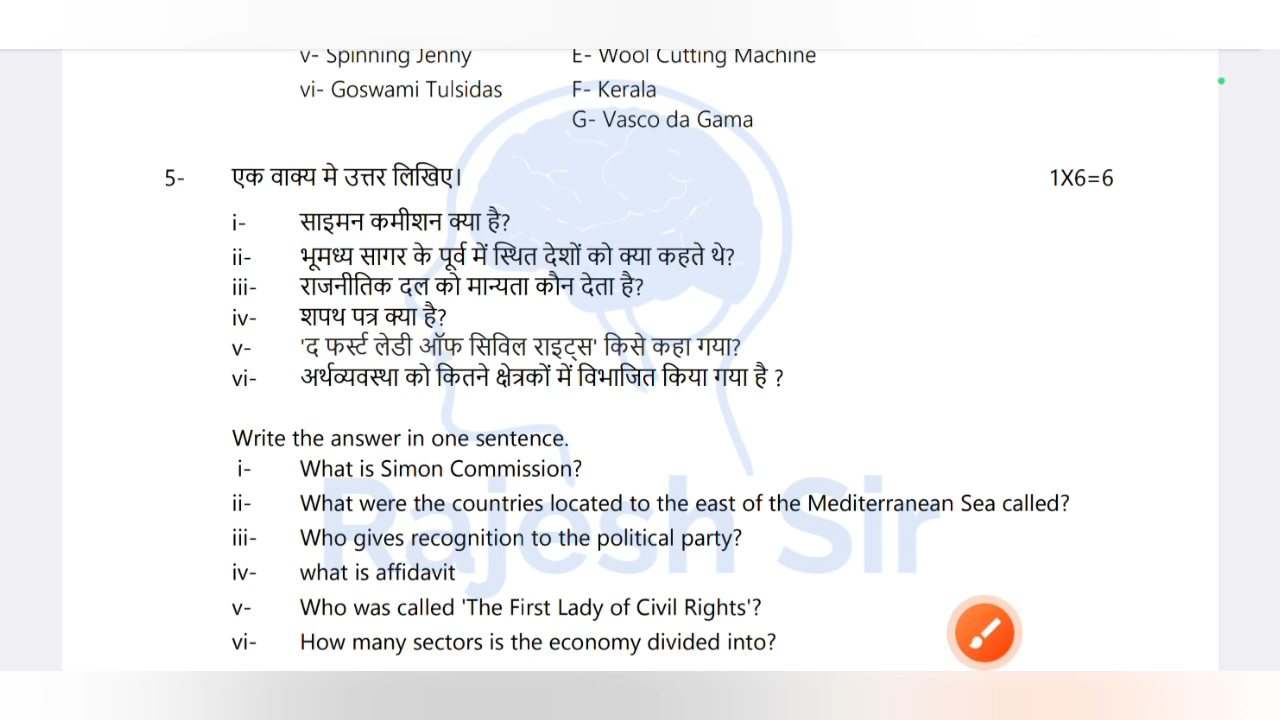 v- Spinning Jenny E- Wool Cutting Machine
vi- Goswami Tulsidas F- Kerala
G- Vasco da Gama
5- एक वाक्य मे उत्तर लिखिए। 1X6=6
i- साइमन कमीशन क्या है?
ii- भूमध्य सागर के पूर्व में स्थित देशों को क्या कहते थे?
iii- राजनीतिक दल को मान्यता कौन देता है?
iv- शपथ पत्र क्या है?
v- 'द फर्स्ट लेडी ऑफ सिविल राइट्स' किसे कहा गया?
vi- अर्थव्यवस्था को कितने क्षेत्रकों में विभाजित किया गया है ?
Write the answer in one sentence.
i- What is Simon Commission?
ii- What were the countries located to the east of the Mediterranean Sea called?
iii- Who gives recognition to the political party?
iv- what is affidavit
v- Who was called 'The First Lady of Civil Rights'?
vi- How many sectors is the economy divided into?
Rajesh Sir